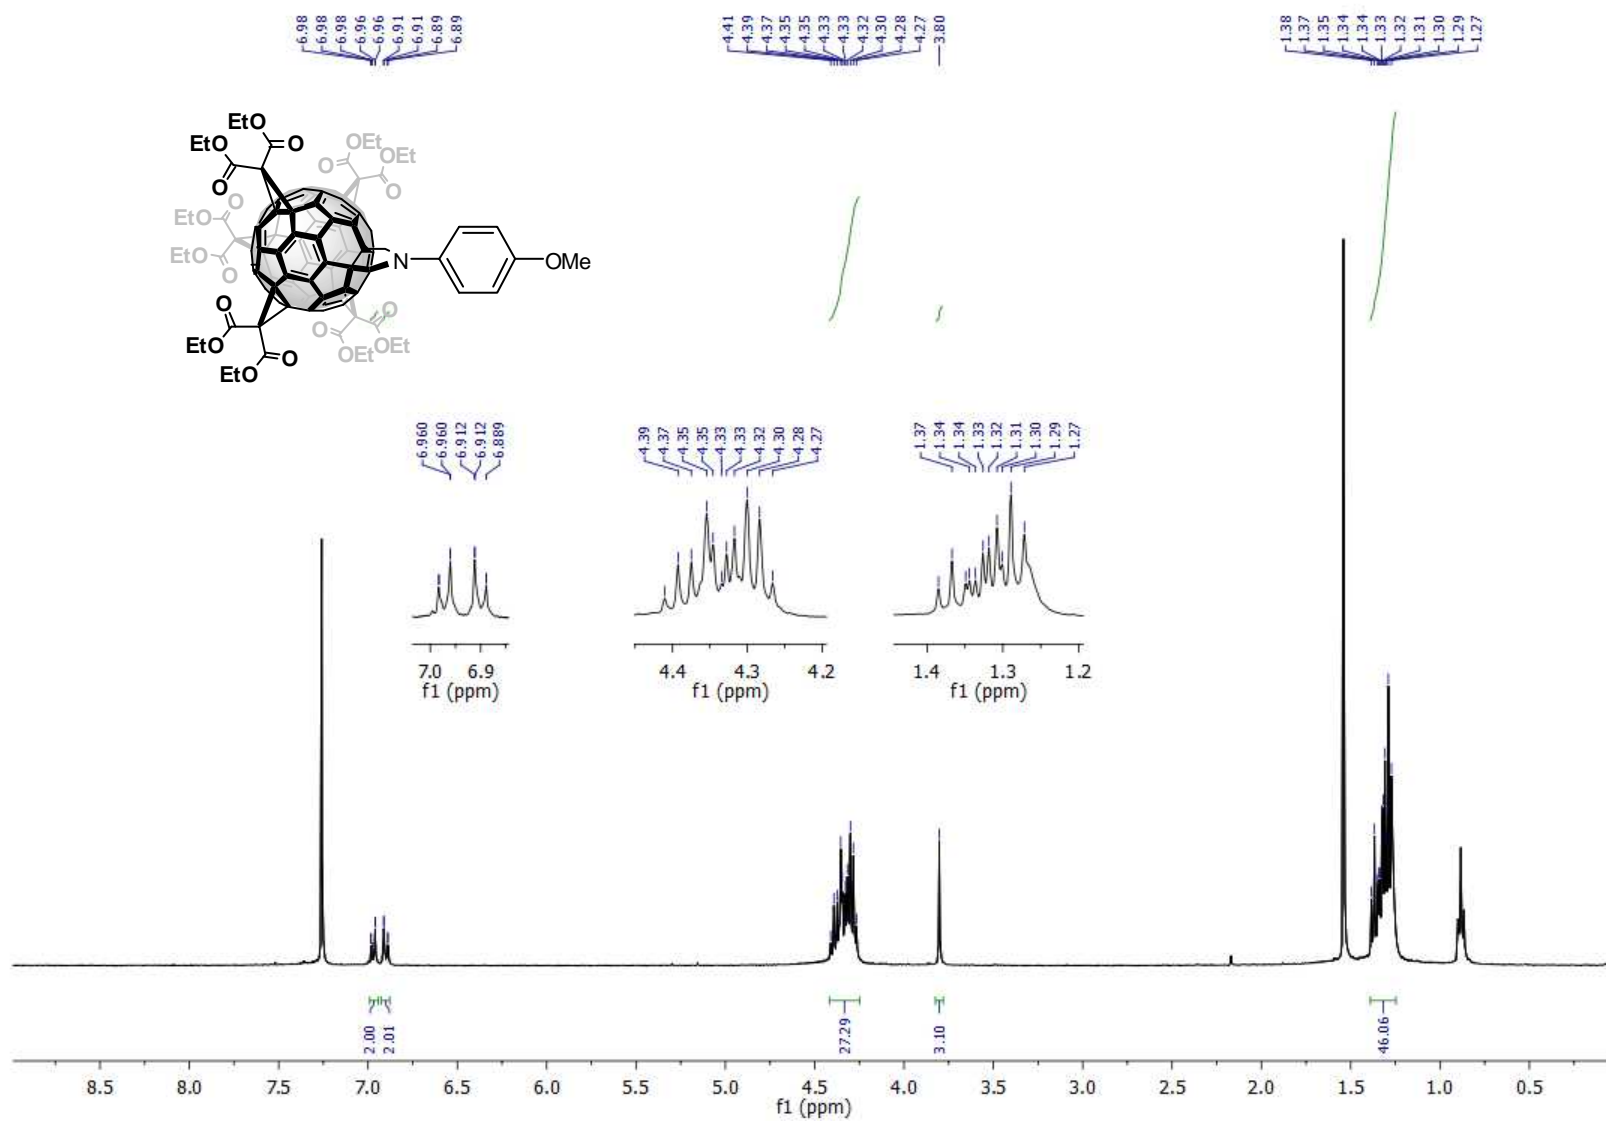 6.98 6.98 6.98 6.96 6.96 6.91 6.91 6.89 6.89
4.41 4.39 4.37 4.35 4.35 4.33 4.33 4.32 4.30 4.28 4.27
3.80
1.38 1.37 1.35 1.34 1.34 1.33 1.32 1.31 1.30 1.29 1.27
EtO
EtO O
O
OEt
OEt
O
O
EtO O
EtO
O
N
OMe
O
EtO
O
EtO
O
O
OEt OEt
6.960 6.960 6.912 6.912 6.889
4.39 4.37 4.35 4.35 4.33 4.33 4.32 4.30 4.28 4.27
1.37 1.34 1.34 1.33 1.32 1.31 1.30 1.29 1.27
7.0 6.9
f1 (ppm)
4.4 4.3 4.2
f1 (ppm)
1.4 1.3 1.2
f1 (ppm)
2.00 2.01 27.29 3.10 46.06
8.5 8.0 7.5 7.0 6.5 6.0 5.5 5.0 4.5 4.0 3.5 3.0 2.5 2.0 1.5 1.0 0.5
f1 (ppm)